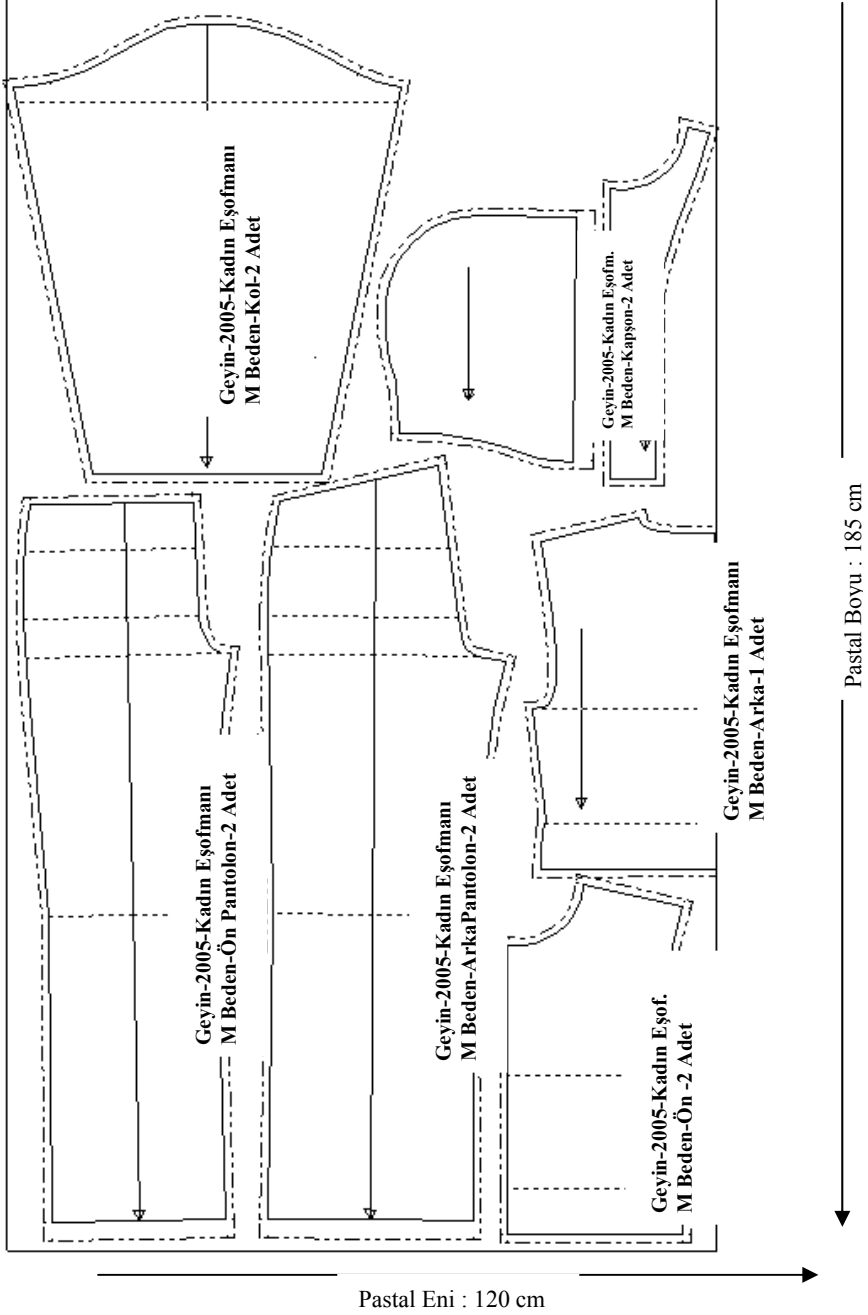 Geyin-2005-Kadın Eşofmanı
M Beden-Kol-2 Adet
Geyin-2005-Kadın Eşofm.
M Beden-Kapşon-2 Adet
Geyin-2005-Kadın Eşofmanı
M Beden-Ön Pantolon-2 Adet
Geyin-2005-Kadın Eşofmanı
M Beden-ArkaPantolon-2 Adet
Geyin-2005-Kadın Eşofmanı
M Beden-Arka-1 Adet
Geyin-2005-Kadın Eşof.
M Beden-Ön -2 Adet
Pastal Boyu : 185 cm
Pastal Eni : 120 cm